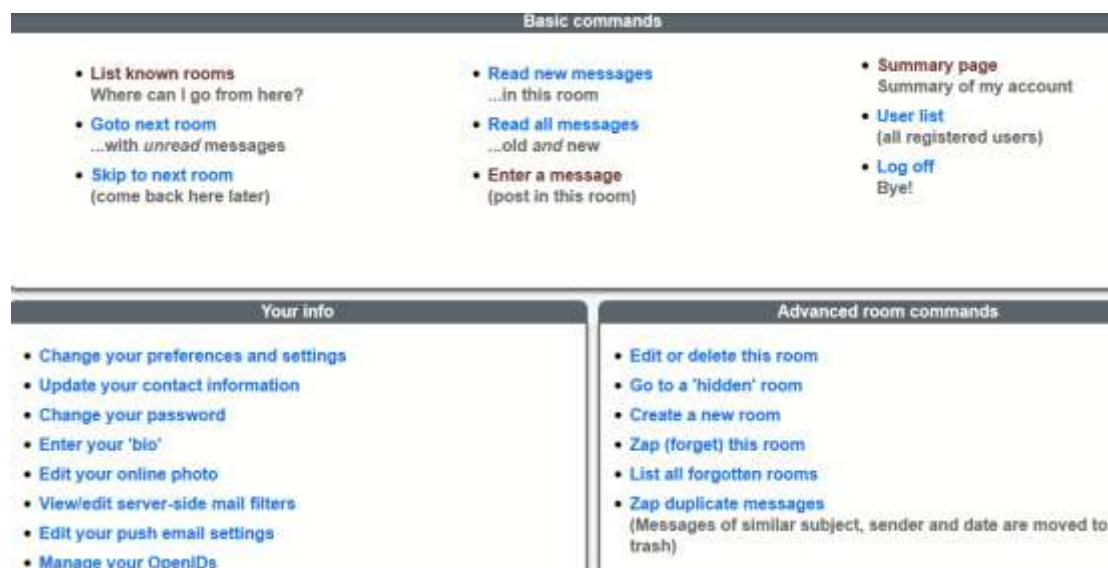 Basic commands
List known rooms
Where can I go from here?
Goto next room
...with unread messages
Skip to next room
(come back here later)
Read new messages
...in this room
Read all messages
...old and new
Enter a message
(post in this room)
Summary page
Summary of my account
User list
(all registered users)
Log off
Bye!
Your info
Change your preferences and settings
Update your contact information
Change your password
Enter your 'bio'
Edit your online photo
View/edit server-side mail filters
Edit your push email settings
Manage your OpenIDs
Advanced room commands
Edit or delete this room
Go to a 'hidden' room
Create a new room
Zap (forget) this room
List all forgotten rooms
Zap duplicate messages
(Messages of similar subject, sender and date are moved to
trash)